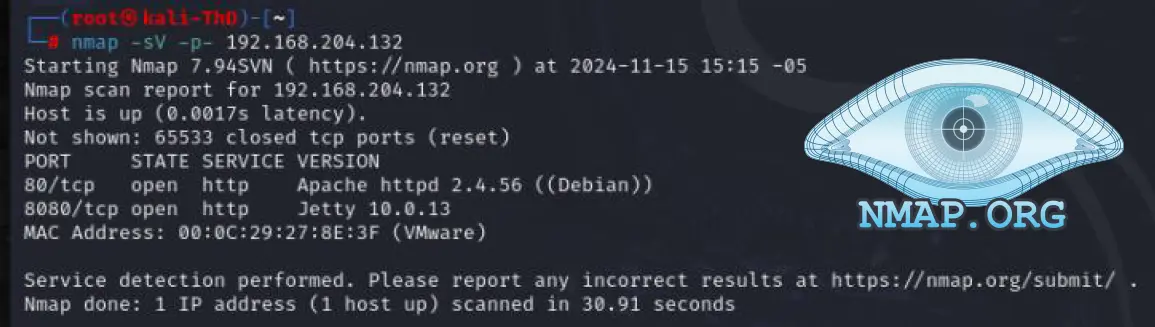 ┌──(root㉿kali-ThD)-[~]
└─# nmap -sV -p- 192.168.204.132
Starting Nmap 7.94SVN ( https://nmap.org ) at 2024-11-15 15:15 -05
Nmap scan report for 192.168.204.132
Host is up (0.0017s latency).
Not shown: 65533 closed tcp ports (reset)
PORT     STATE SERVICE VERSION
80/tcp   open  http    Apache httpd 2.4.56 ((Debian))
8080/tcp open  http    Jetty 10.0.13
MAC Address: 00:0C:29:27:8E:3F (VMware)
Service detection performed. Please report any incorrect results at https://nmap.org/submit/ .
Nmap done: 1 IP address (1 host up) scanned in 30.91 seconds
NMAP.ORG